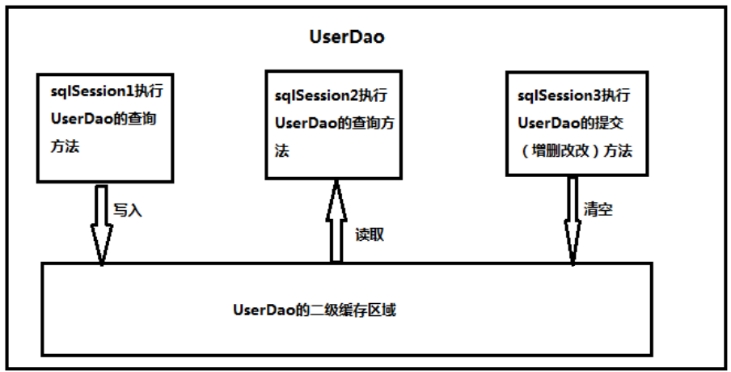 UserDao
sqlSession1执行
UserDao的查询
方法
sqlSession2执行
UserDao的查询方
法
sqlSession3执行
UserDao的提交
（增删改改）方法
写入
读取
清空
UserDao的二级缓存区域